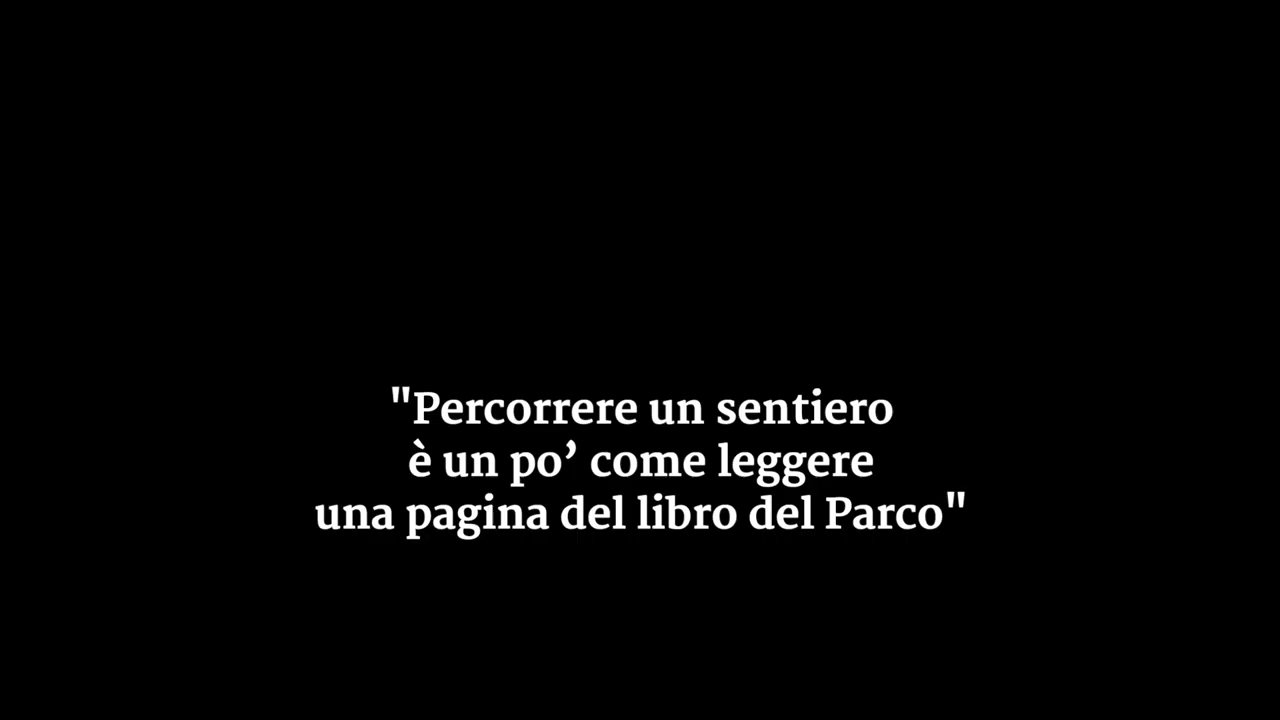 "Percorrere un sentiero
è un po’ come leggere
una pagina del libro del Parco"